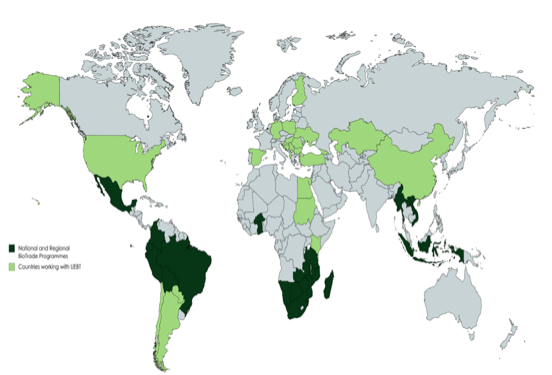 National and Regional
BioTrade Programmes
Countries working with UEBT